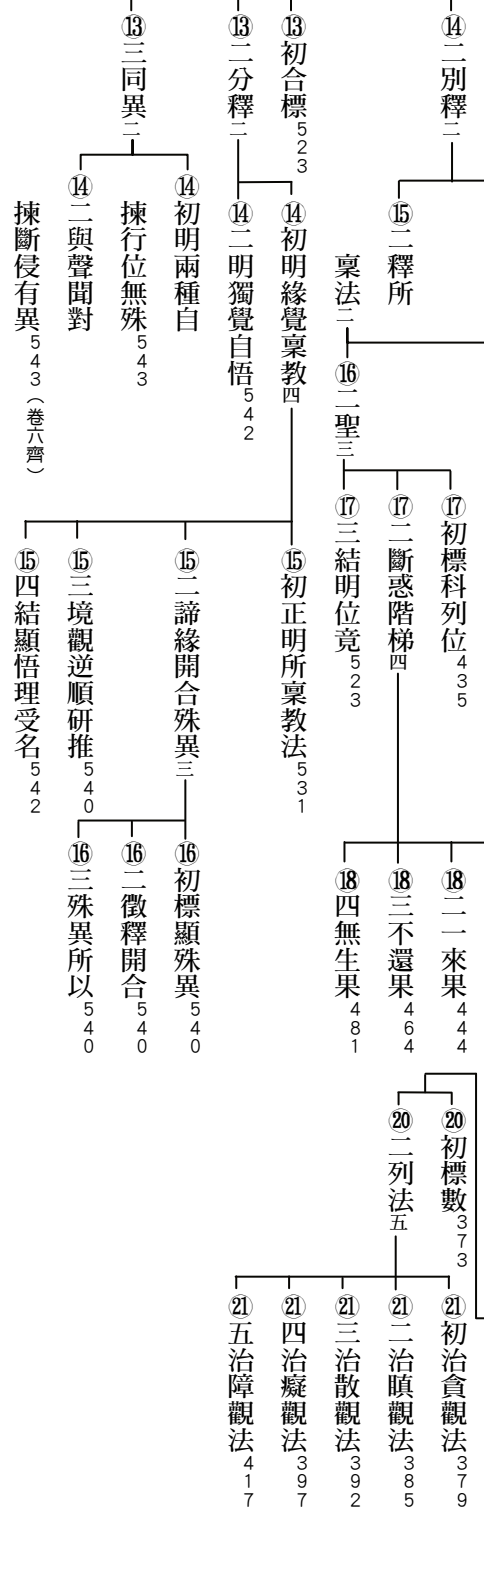 ⑭二別釋二
⑬初合標523
⑬二分釋二
⑬三同異二
⑮二釋所
稟法二
⑭初明緣覺稟教四
⑭二明獨覺自悟542
⑭初明兩種自
揀行位無殊543
⑭二與聲聞對
揀斷侵有異543（卷六齊）
⑯二聖三
⑰初標科列位435
⑰二斷惑階梯四
⑰三結明位竟523
⑮初正明所稟教法531
⑮二諦緣開合殊異三
⑮三境觀逆順研推540
⑮四結顯悟理受名542
⑱二一來果444
⑱三不還果464
⑱四無生果481
⑯初標顯殊異540
⑯二徵釋開合540
⑯三殊異所以540
⑳初標數373
⑳二列法五
㉑初治貪觀法379
㉑二治瞋觀法385
㉑三治散觀法392
㉑四治癡觀法397
㉑五治障觀法417